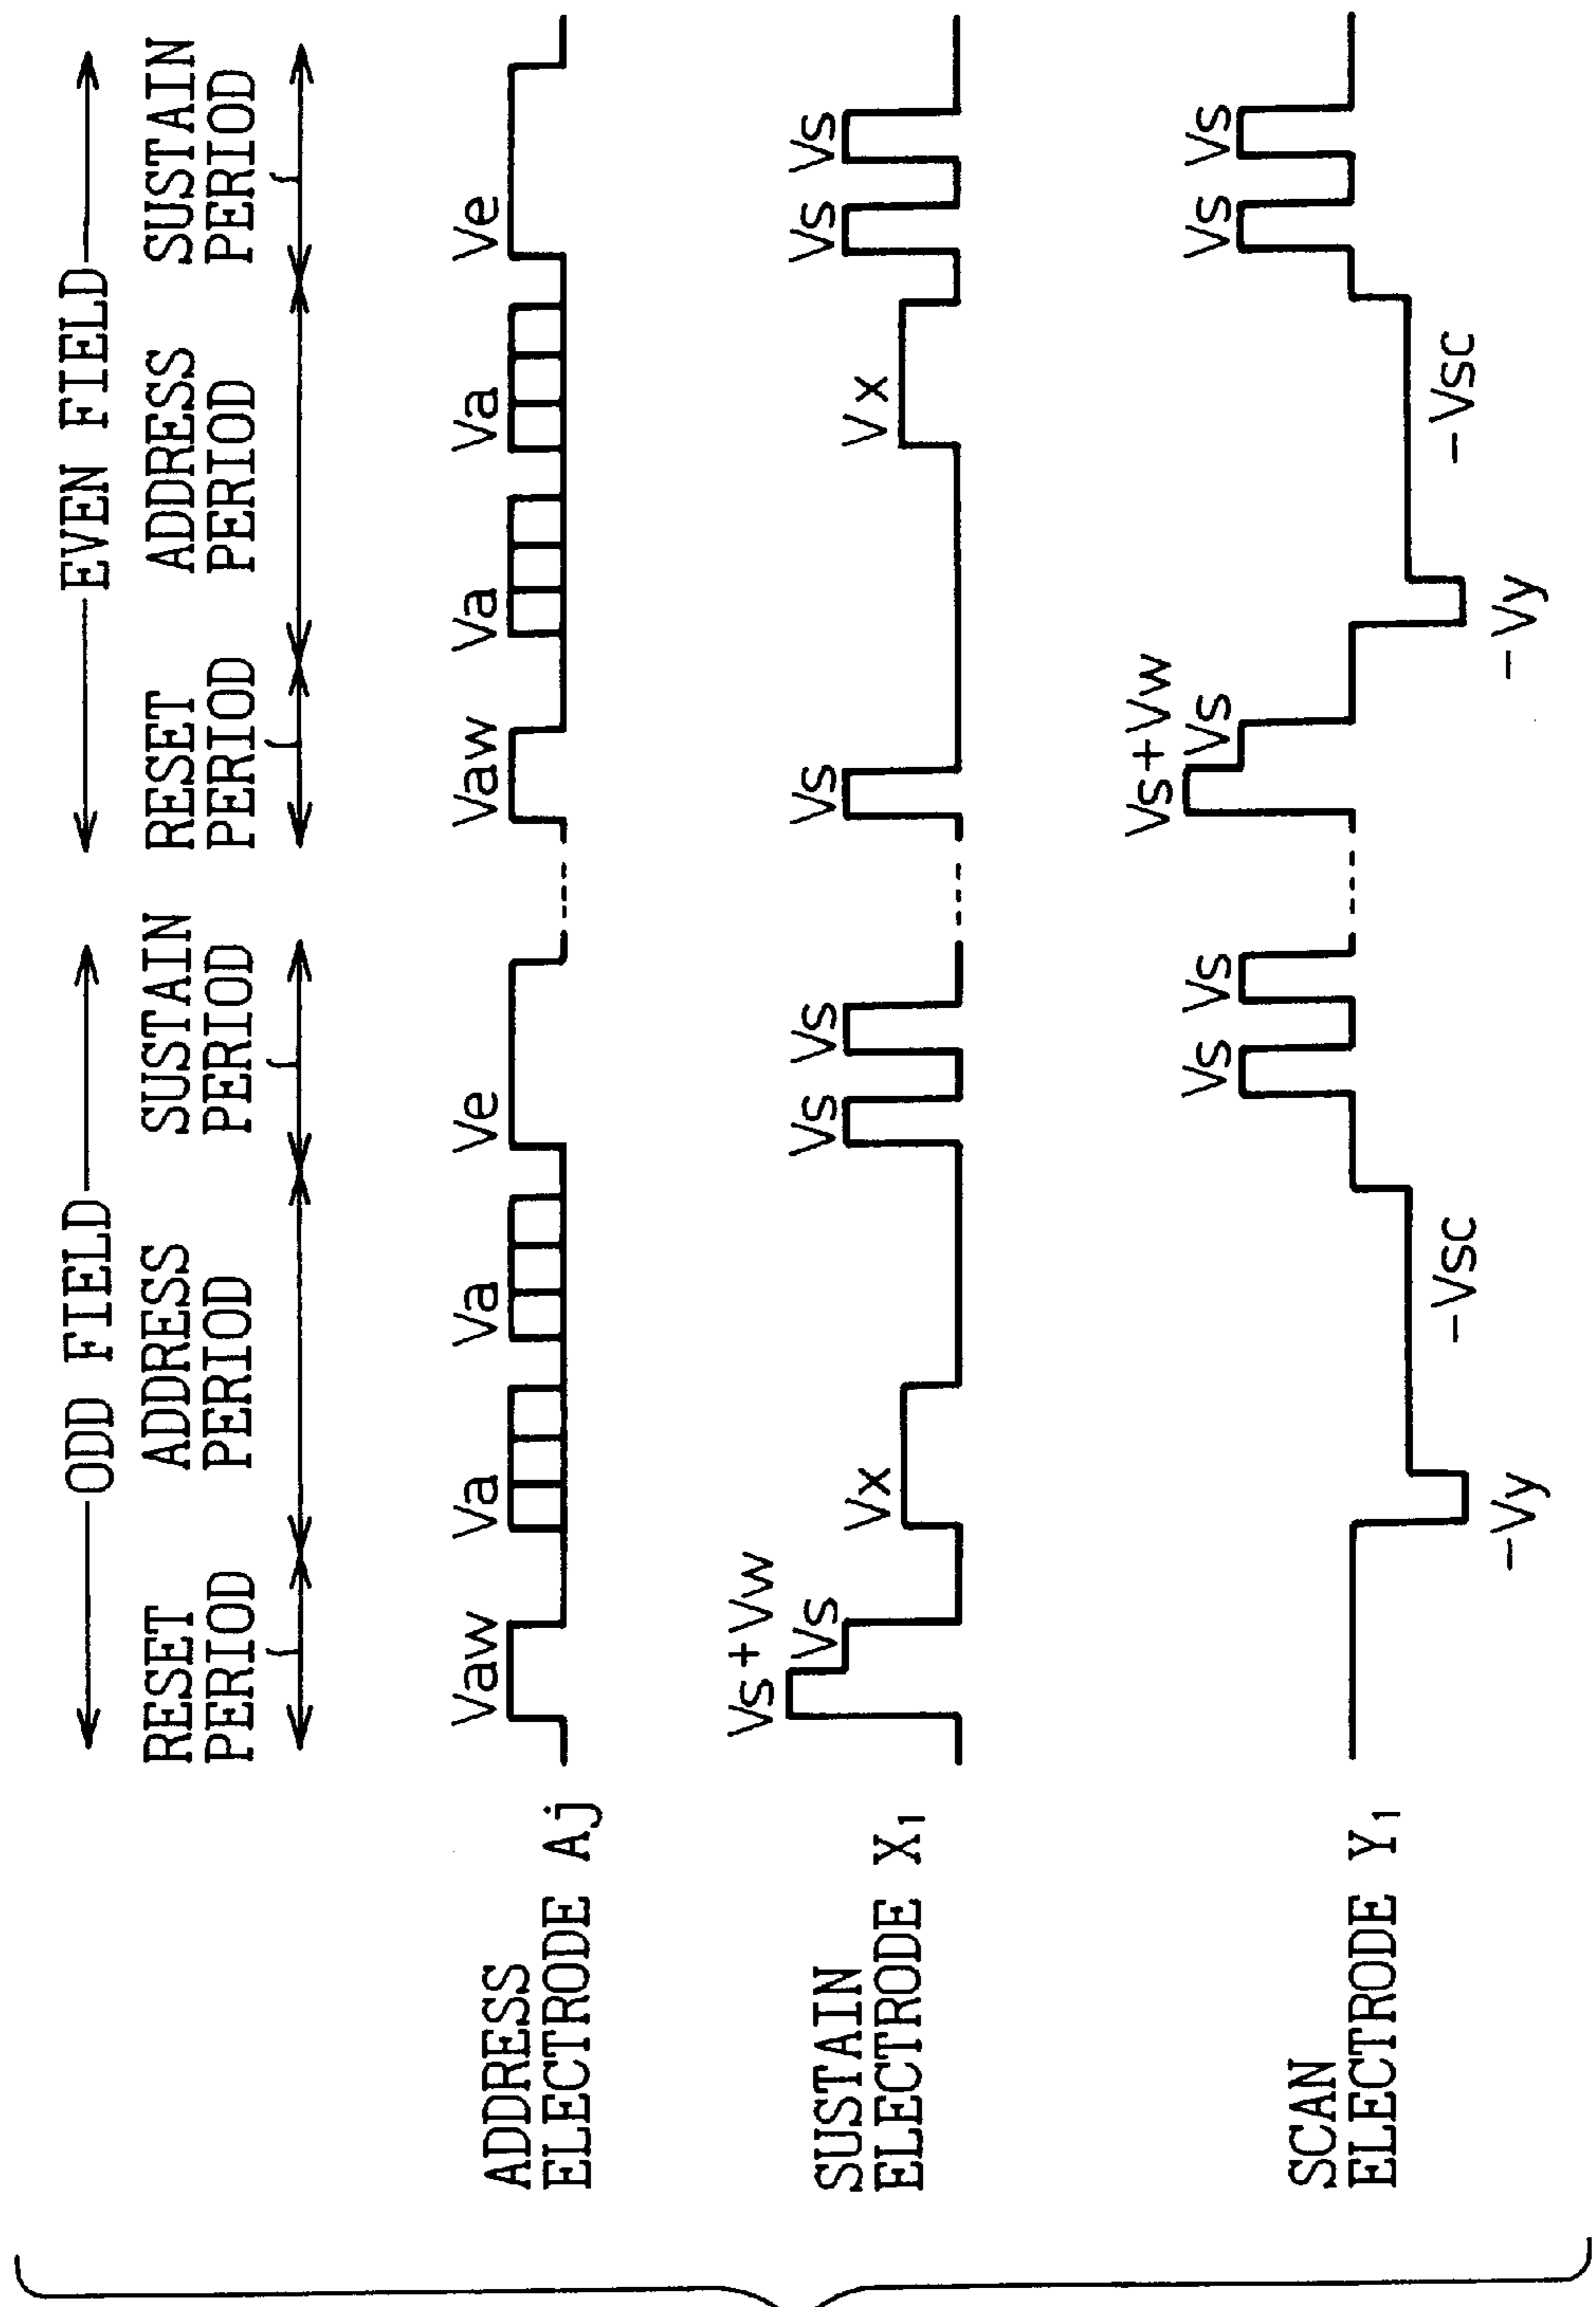 ODD FIELD
EVEN FIELD
RESET
PERIOD
ADDRESS
PERIOD
SUSTAIN
PERIOD
RESET
PERIOD
ADDRESS
PERIOD
SUSTAIN
PERIOD
ADDRESS
ELECTRODE Aj
Vaw
Va
Va
Ve
Vaw
Va
Va
Ve
SUSTAIN
ELECTRODE X1
Vs+Vw
Vs
Vx
Vs
Vs
Vs
Vx
Vs
Vs
SCAN
ELECTRODE Y1
-Vy
-Vsc
Vs
Vs
Vs+Vw
Vs
-Vy
-Vsc
Vs
Vs